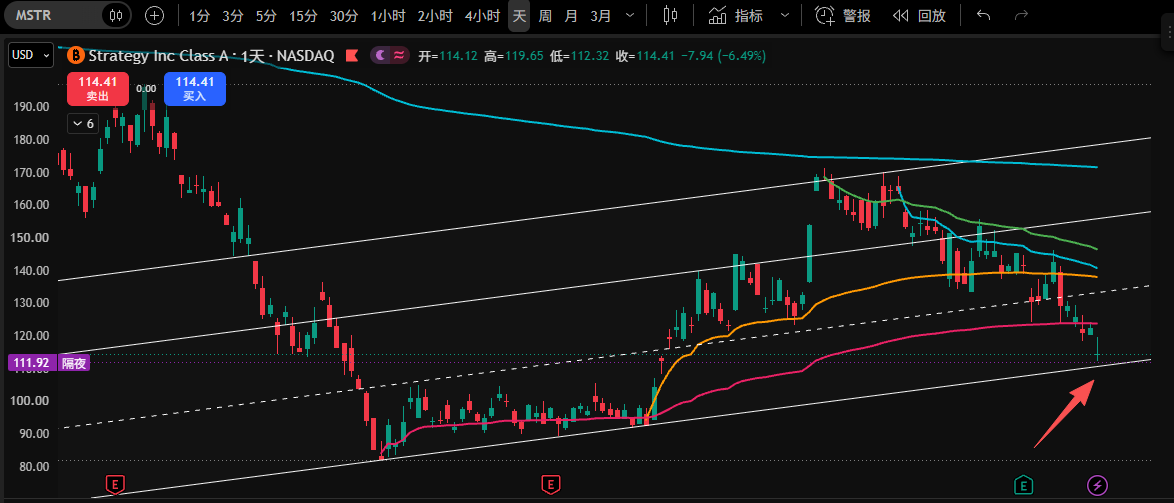 MSTR 1分 3分 5分 15分 30分 1小时 2小时 4小时 天 周 月 3月 指标 警报 回放
USD Strategy Inc Class A · 1天 · NASDAQ 开=114.12 高=119.65 低=112.32 收=114.41 −7.94 (−6.49%)
114.41 0.00 114.41
卖出 买入
6
190.00
180.00
170.00
160.00
150.00
140.00
130.00
120.00
111.92 隔夜
100.00
90.00
80.00
E E E